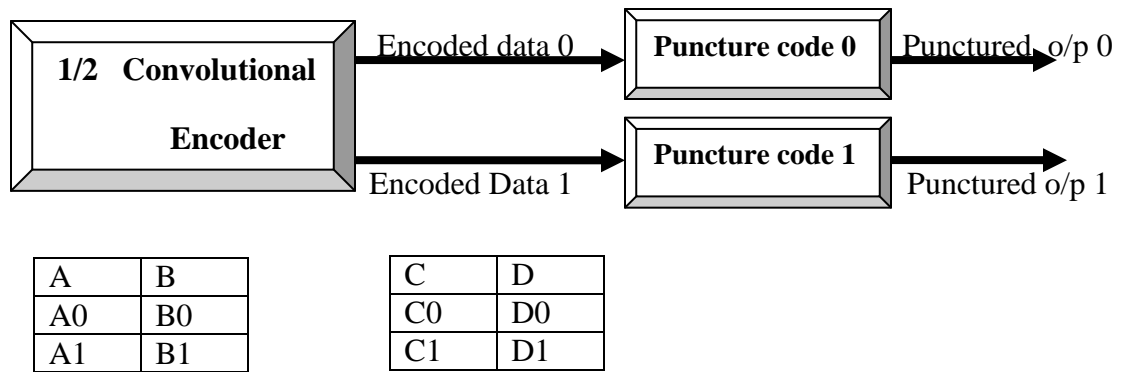 Encoded data 0
Puncture code 0
Punctured o/p 0
1/2 Convolutional
Encoder
Encoded Data 1
Puncture code 1
Punctured o/p 1
A B
A0 B0
A1 B1
C D
C0 D0
C1 D1